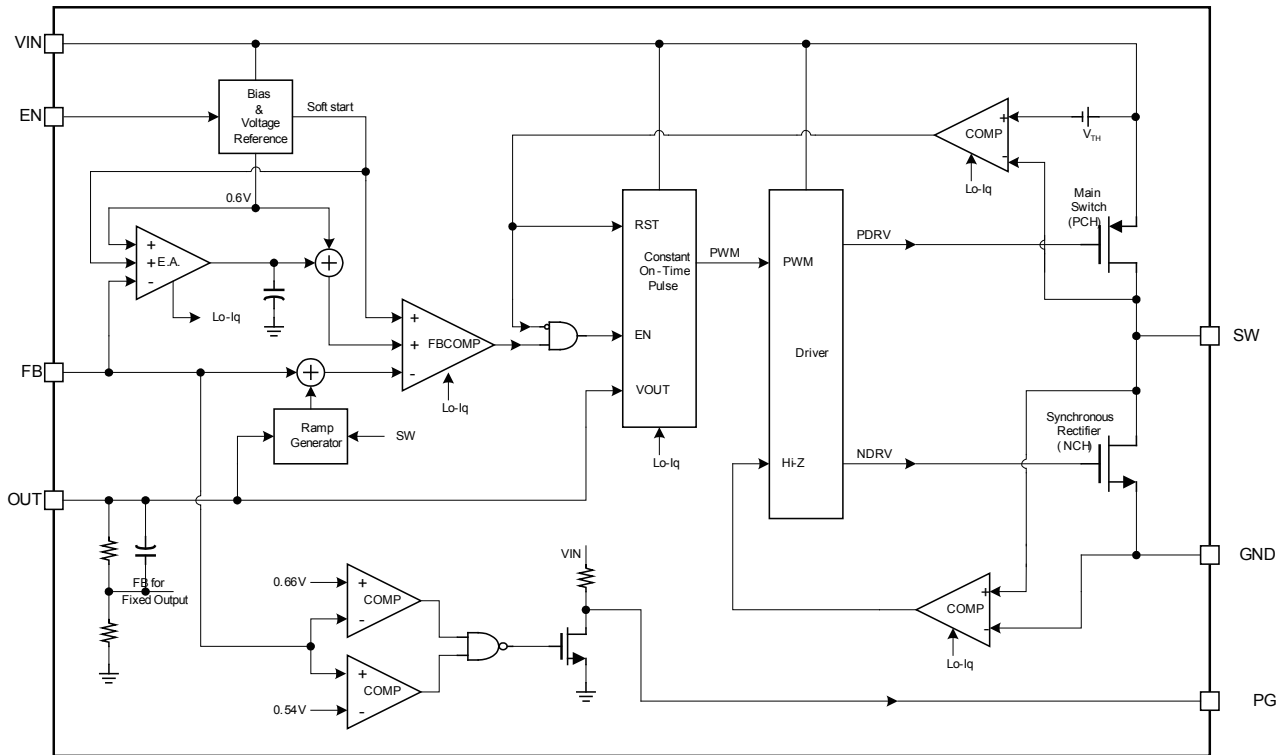 VIN
EN
Bias
&
Voltage
Reference
Soft start
0.6V
+
+
-
E.A.
Lo-Iq
+
+
FB
+
+
-
FBCOMP
Lo-Iq
Ramp
Generator
SW
OUT
FB for
Fixed Output
RST
Constant
On - Time
Pulse
EN
VOUT
Lo-Iq
PWM
PWM
Driver
Hi-Z
PDRV
NDRV
COMP
+
-
VTH
Lo-Iq
Main
Switch
(PCH)
SW
Synchronous
Rectifier
( NCH)
GND
COMP
+
-
Lo-Iq
0.66V
+
-
COMP
+
-
COMP
0.54V
VIN
PG